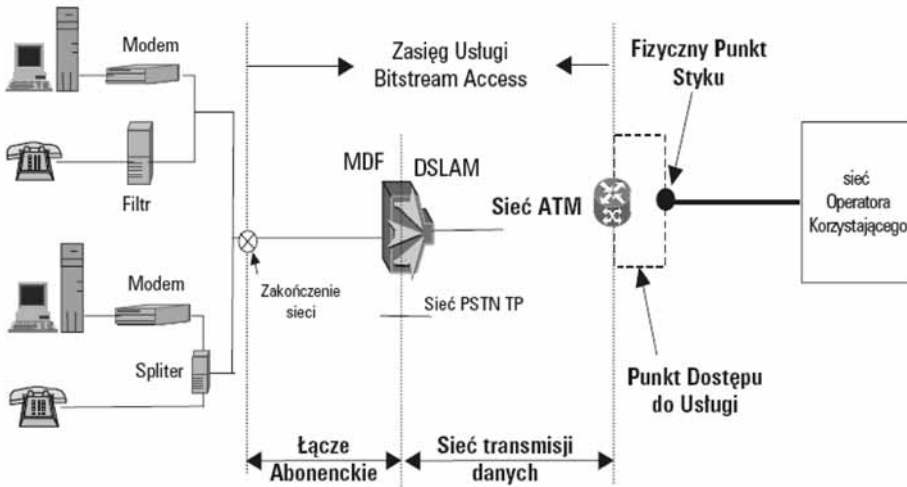 Modem
Filtr
Modem
Spliter
Zakończenie
sieci
Zasięg Usługi
Bitstream Access
MDF
DSLAM
Sieć PSTN TP
Sieć ATM
Fizyczny Punkt
Styku
sieć
Operatora
Korzystającego
Punkt Dostępu
do Usługi
Łącze
Abonenckie
Sieć transmisji
danych